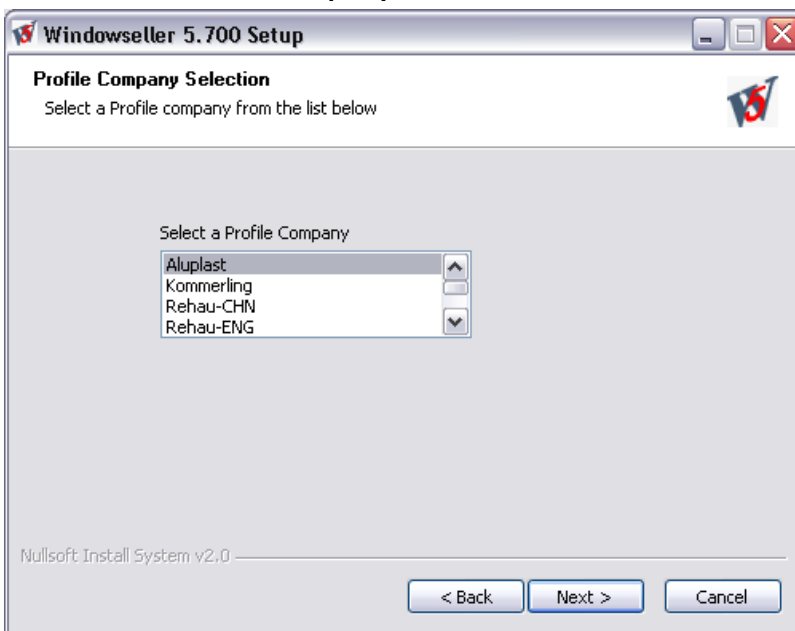 Windowseller 5.700 Setup
Profile Company Selection
Select a Profile company from the list below
Select a Profile Company
Aluplast
Kommerling
Rehau-CHN
Rehau-ENG
Nullsoft Install System v2.0
< Back Next > Cancel